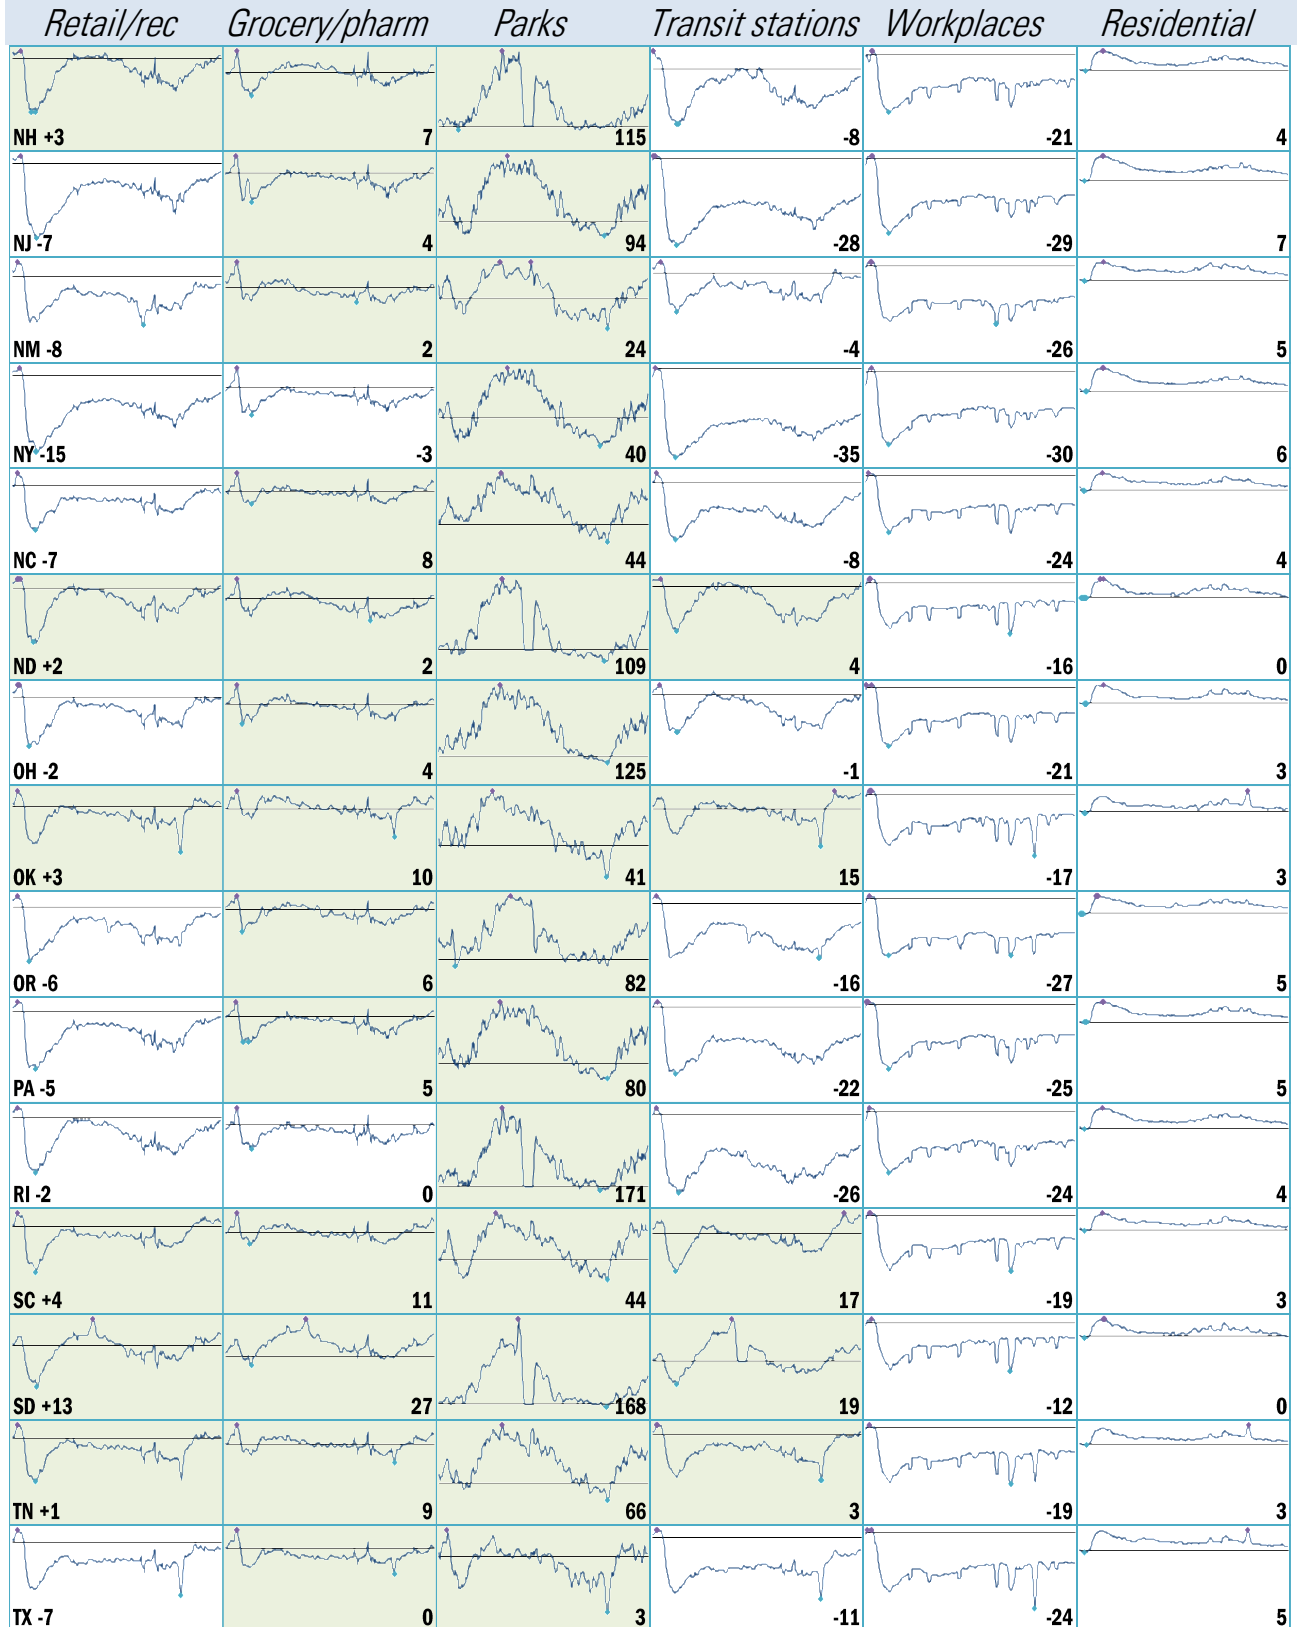 Retail/rec Grocery/pharm Parks Transit stations Workplaces Residential
NH +3 7 115 -8 -21 4
NJ -7 4 94 -28 -29 7
NM -8 2 24 -4 -26 5
NY -15 -3 40 -35 -30 6
NC -7 8 44 -8 -24 4
ND +2 2 109 4 -16 0
OH -2 4 125 -1 -21 3
OK +3 10 41 15 -17 3
OR -6 6 82 -16 -27 5
PA -5 5 80 -22 -25 5
RI -2 0 171 -26 -24 4
SC +4 11 44 17 -19 3
SD +13 27 168 19 -12 0
TN +1 9 66 3 -19 3
TX -7 0 3 -11 -24 5